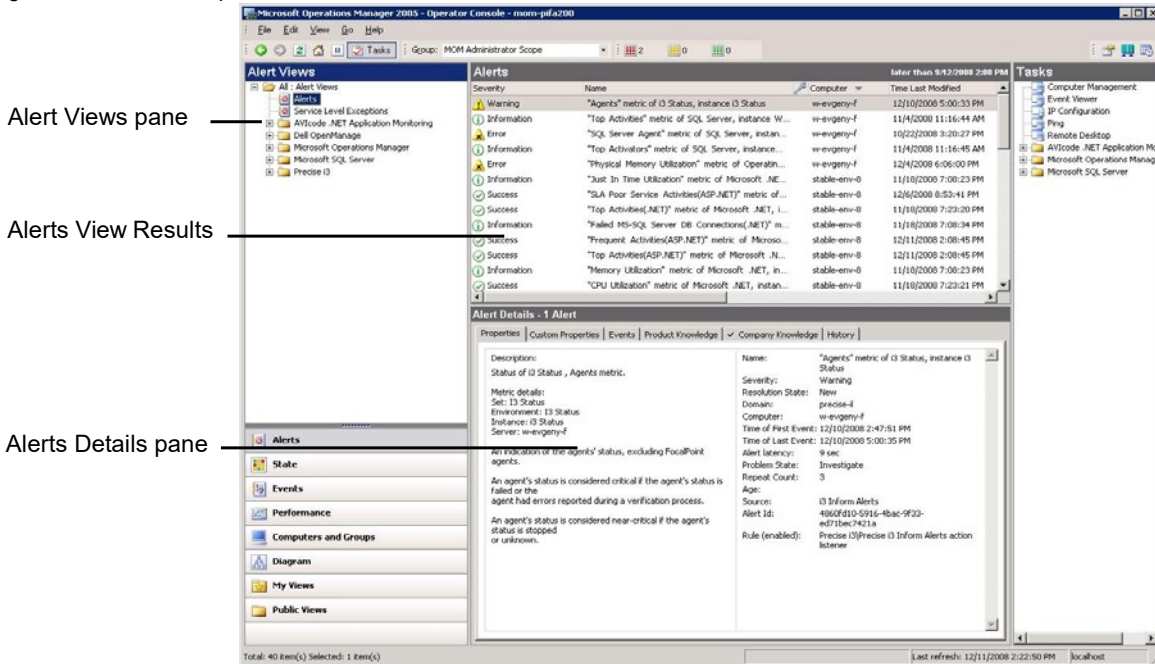 Microsoft Operations Manager 2005 - Operator Console - mom-pifa200
File Edit View Go Help
Tasks Group: MOM Administrator Scope 2 0 0
Alert Views
All : Alert Views
Alerts
Service Level Exceptions
AVIcode .NET Application Monitoring
Dell OpenManage
Microsoft Operations Manager
Microsoft SQL Server
Precise i3
Alert Views pane
Alerts View Results
Alerts Details pane
Alerts
State
Events
Performance
Computers and Groups
Diagram
My Views
Public Views
Alerts later than 9/12/2008 2:00 PM
Severity Name Computer Time Last Modified
Warning "Agents" metric of i3 Status, instance i3 Status w-evgeny-f 12/10/2008 5:00:33 PM
Information "Top Activities" metric of SQL Server, instance W... w-evgeny-f 11/4/2008 11:16:44 AM
Error "SQL Server Agent" metric of SQL Server, instan... w-evgeny-f 10/22/2008 3:20:27 PM
Information "Top Activators" metric of SQL Server, instance... w-evgeny-f 11/4/2008 11:16:45 AM
Error "Physical Memory Utilization" metric of Operatin... w-evgeny-f 12/4/2008 6:06:00 PM
Information "Just In Time Utilization" metric of Microsoft .NE... stable-env-8 11/18/2008 7:08:23 PM
Success "SLA Poor Service Activities(ASP.NET)" metric of... stable-env-8 12/6/2008 8:53:41 PM
Success "Top Activities(.NET)" metric of Microsoft .NET, i... stable-env-8 11/18/2008 7:23:20 PM
Information "Failed MS-SQL Server DB Connections(.NET)" m... stable-env-8 11/18/2008 7:08:34 PM
Success "Frequent Activities(ASP.NET)" metric of Microso... stable-env-8 12/11/2008 2:08:45 PM
Success "Top Activities(ASP.NET)" metric of Microsoft .N... stable-env-8 12/11/2008 2:08:45 PM
Information "Memory Utilization" metric of Microsoft .NET, in... stable-env-8 11/18/2008 7:08:23 PM
Success "CPU Utilization" metric of Microsoft .NET, instan... stable-env-8 11/18/2008 7:23:21 PM
Alert Details - 1 Alert
Properties Custom Properties Events Product Knowledge Company Knowledge History
Description:
Status of i3 Status , Agents metric.
Metric details:
Set: I3 Status
Environment: I3 Status
Instance: i3 Status
Server: w-evgeny-f
An indication of the agents' status, excluding FocalPoint
agents.
An agent's status is considered critical if the agent's status is
failed or the
agent had errors reported during a verification process.
An agent's status is considered near-critical if the agent's
status is stopped
or unknown.
Name: "Agents" metric of i3 Status, instance i3
Status
Severity: Warning
Resolution State: New
Domain: precise-il
Computer: w-evgeny-f
Time of First Event: 12/10/2008 2:47:51 PM
Time of Last Event: 12/10/2008 5:00:35 PM
Alert latency: 9 sec
Problem State: Investigate
Repeat Count: 3
Age:
Source: i3 Inform Alerts
Alert Id: 4860fd10-5916-4bac-9f33-
ed71bec7421a
Rule (enabled): Precise i3\Precise i3 Inform Alerts action
listener
Tasks
Computer Management
Event Viewer
IP Configuration
Ping
Remote Desktop
AVIcode .NET Application Mo
Microsoft Operations Manag
Microsoft SQL Server
Total: 40 item(s) Selected: 1 item(s)
Last refresh: 12/11/2008 2:22:50 PM localhost